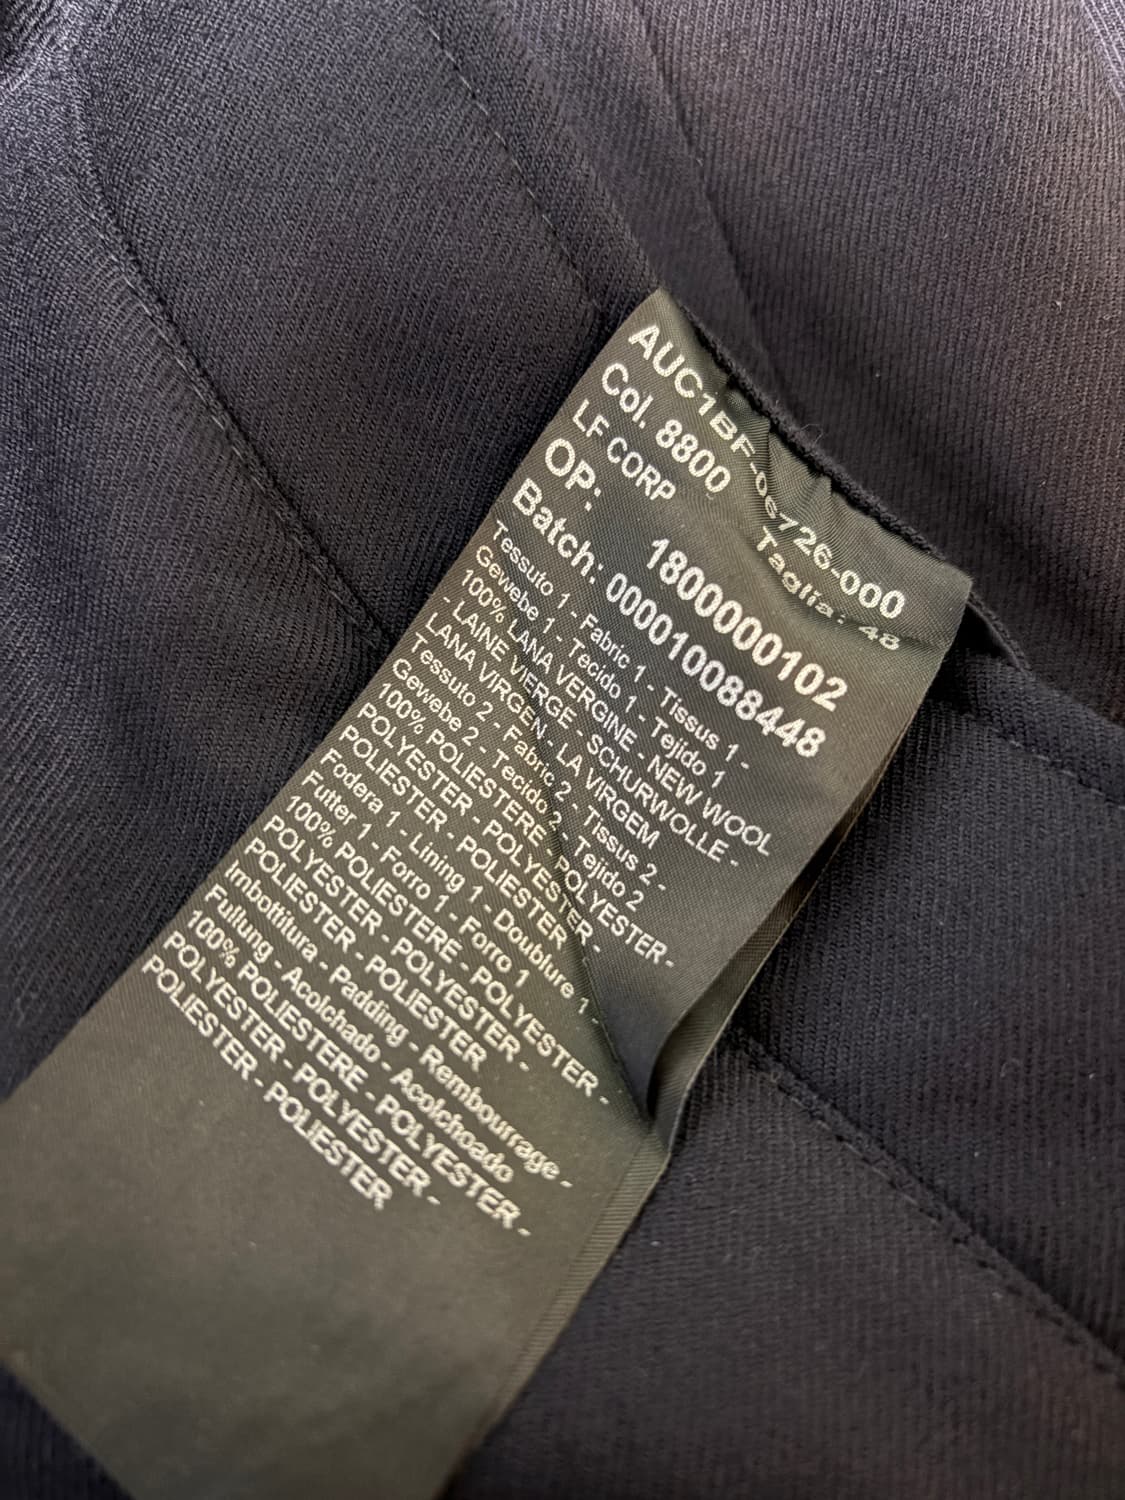 AUC1BF-06726-000
Col. 8800 Taglia: 48
LF CORP
OP: 1800000102
Batch: 000010088448
Tessuto 1 - Fabric 1 - Tissus 1 -
Gewebe 1 - Tecido 1 - Tejido 1
100% LANA VERGINE - NEW WOOL
- LAINE VIERGE - SCHURWOLLE -
LANA VIRGEN - LA VIRGEM
Tessuto 2 - Fabric 2 - Tissus 2 -
Gewebe 2 - Tecido 2 - Tejido 2
100% POLIESTERE - POLYESTER -
POLYESTER - POLYESTER -
POLIESTER - POLIESTER
Fodera 1 - Lining 1 - Doublure 1 -
Futter 1 - Forro 1 - Forro 1
100% POLIESTERE - POLYESTER -
POLYESTER - POLYESTER -
POLIESTER - POLIESTER
Imbottitura - Padding - Rembourrage -
Fullung - Acolchado - Acolchoado
100% POLIESTERE - POLYESTER -
POLYESTER - POLYESTER -
POLIESTER - POLIESTER